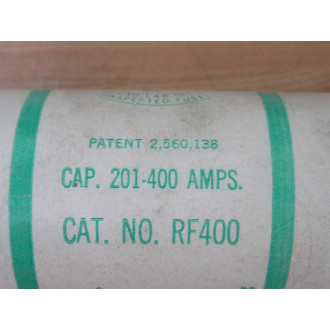 INSPECTED FUSE
PATENT 2,560,138
CAP. 201-400 AMPS.
CAT. NO. RF400